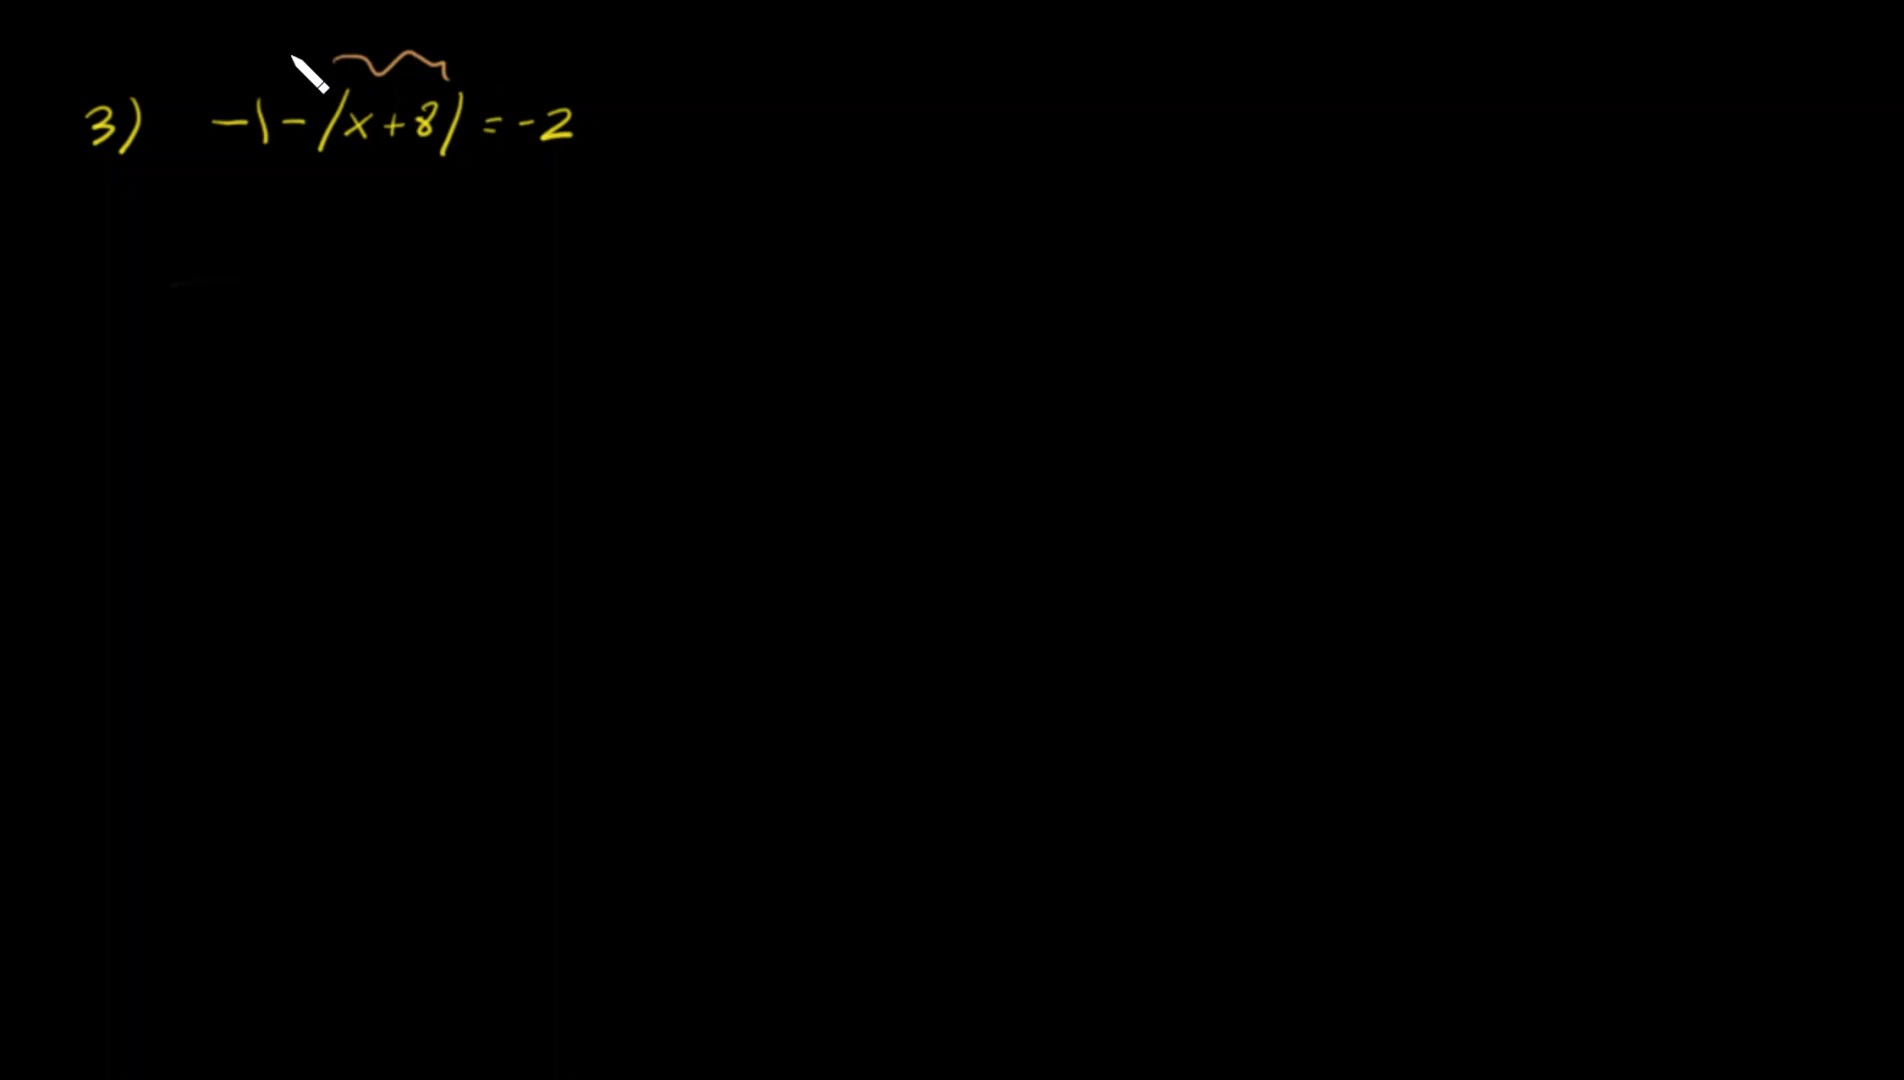 3) -1 - |x + 8| = -2